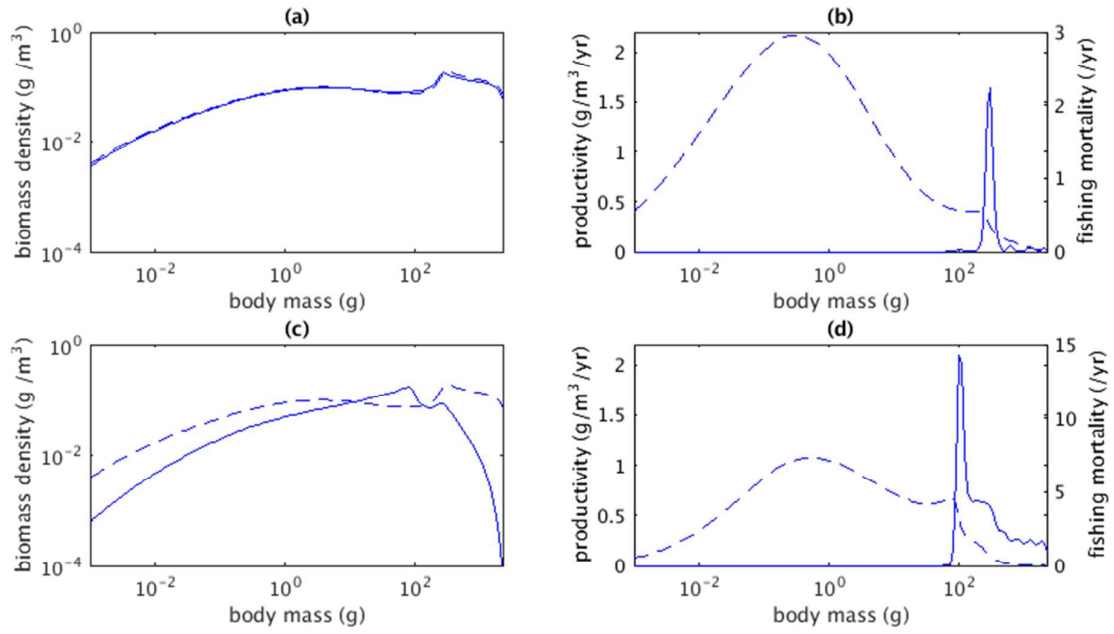 (a)
10^0
10^-2
10^-4
biomass density (g /m^3)
10^-2 10^0 10^2
body mass (g)
(b)
2
1.5
1
0.5
0
productivity (g/m^3/yr)
3
2
1
0
fishing mortality (/yr)
10^-2 10^0 10^2
body mass (g)
(c)
10^0
10^-2
10^-4
biomass density (g /m^3)
10^-2 10^0 10^2
body mass (g)
(d)
2
1.5
1
0.5
0
productivity (g/m^3/yr)
15
10
5
0
fishing mortality (/yr)
10^-2 10^0 10^2
body mass (g)